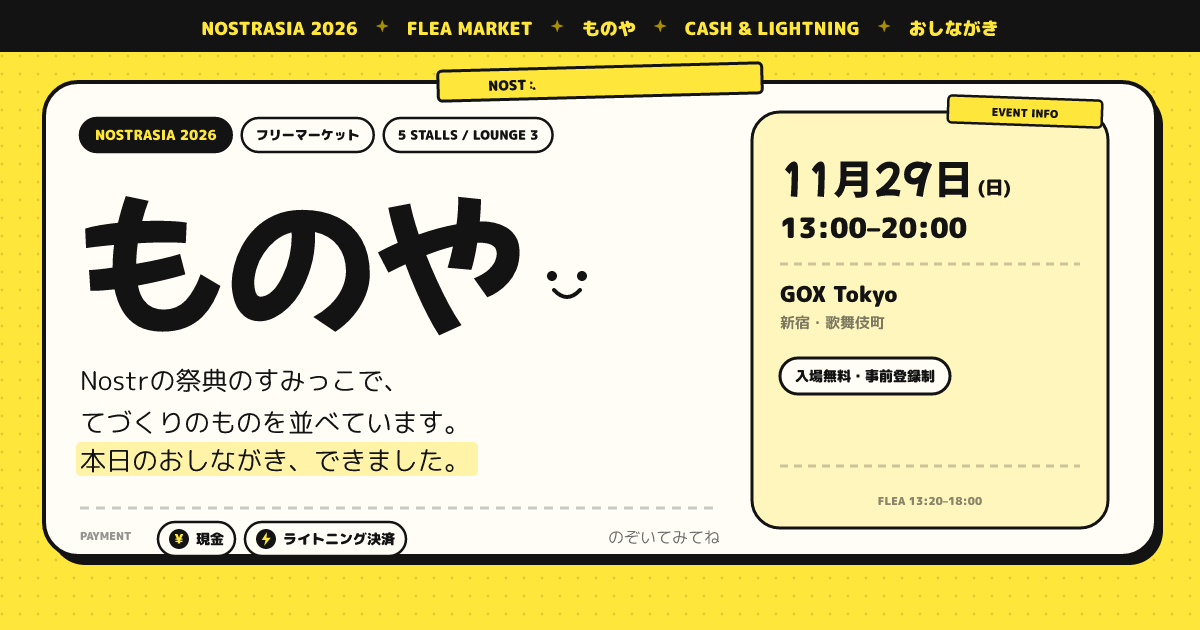 NOSTRASIA 2026 ✦ FLEA MARKET ✦ ものや ✦ CASH & LIGHTNING ✦ おしながき
NOST
NOSTRASIA 2026
フリーマーケット
5 STALLS / LOUNGE 3
ものや
Nostrの祭典のすみっこで、
てづくりのものを並べています。
本日のおしながき、できました。
PAYMENT
¥ 現金
ライトニング決済
のぞいてみてね
EVENT INFO
11月29日 (日)
13:00–20:00
GOX Tokyo
新宿・歌舞伎町
入場無料・事前登録制
FLEA 13:20–18:00